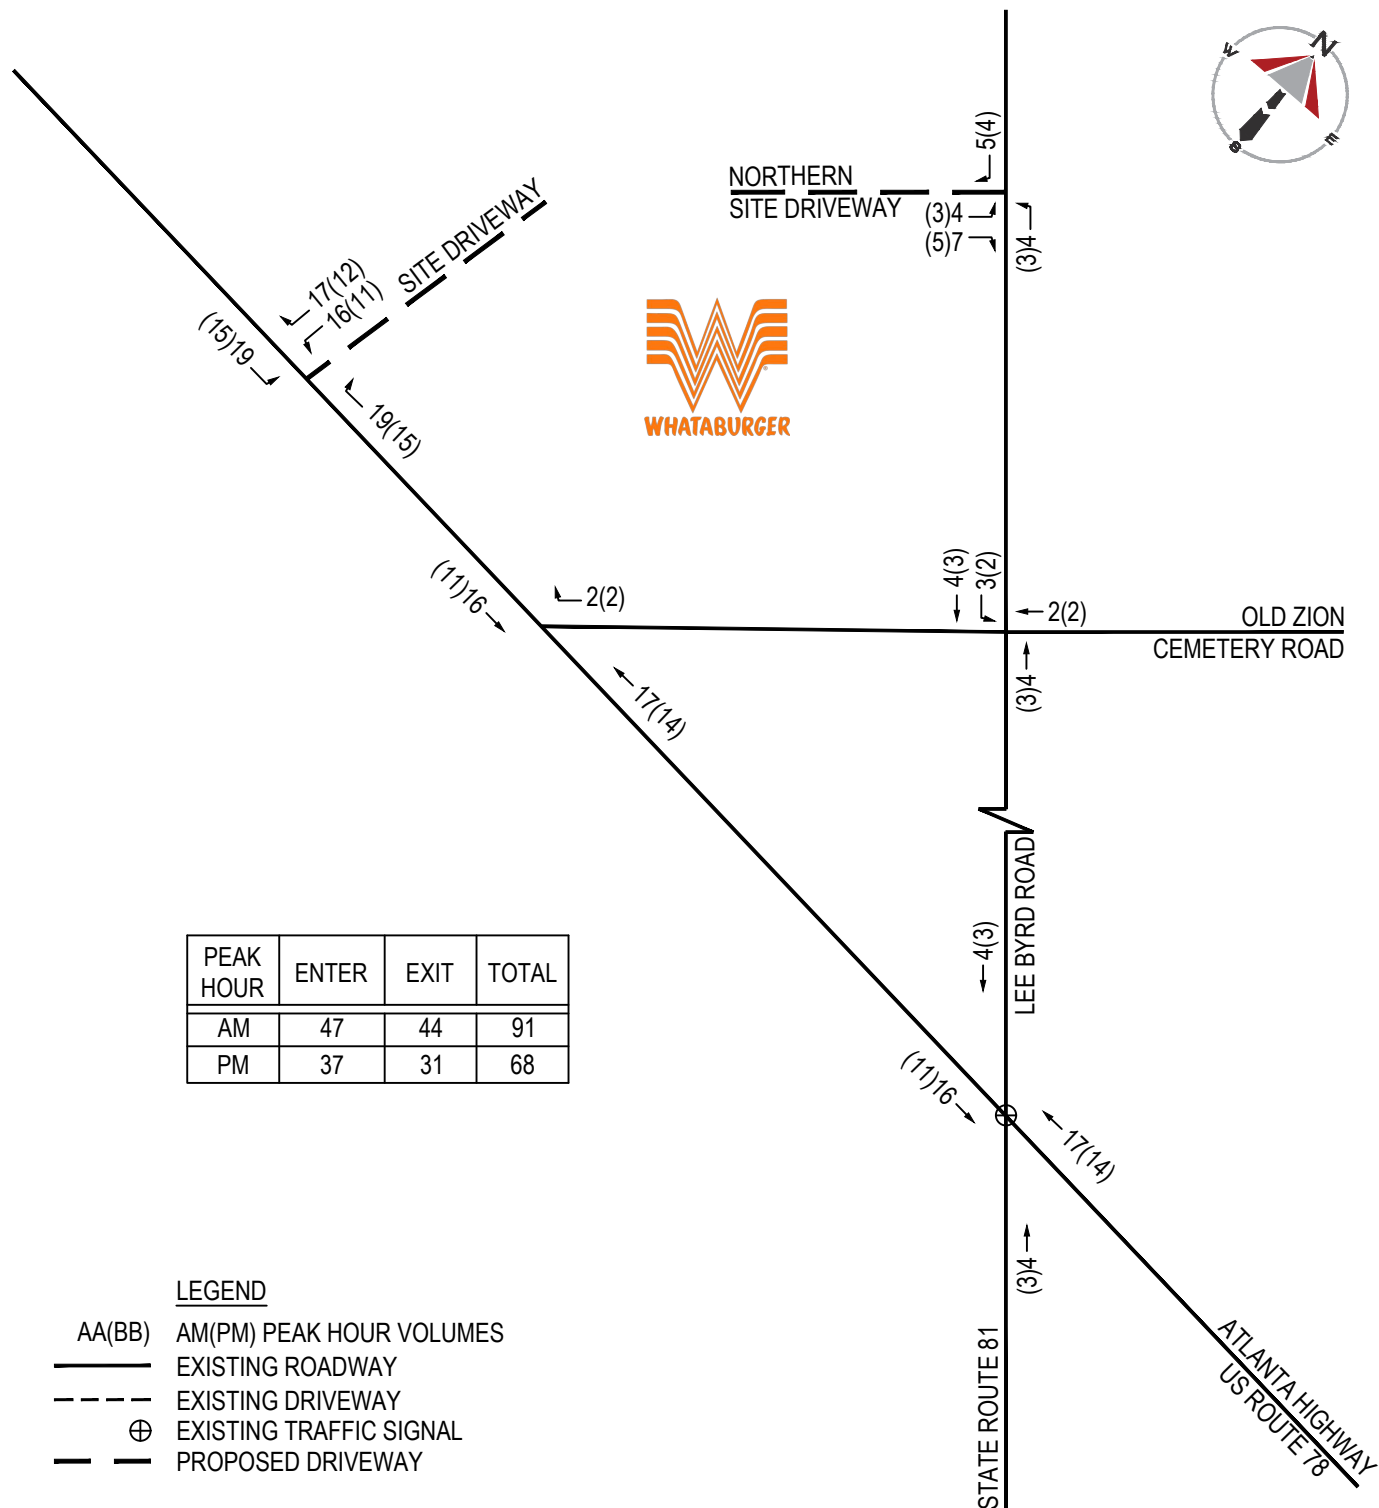 N
W
E
S
5(4)
NORTHERN
SITE DRIVEWAY
(3)4
(5)7
(3)4
SITE DRIVEWAY
17(12)
16(11)
(15)19
19(15)
WHATABURGER
(11)16
2(2)
4(3)
3(2)
2(2)
OLD ZION
CEMETERY ROAD
(3)4
17(14)
LEE BYRD ROAD
4(3)
PEAK HOUR ENTER EXIT TOTAL
AM 47 44 91
PM 37 31 68
(11)16
17(14)
(3)4
STATE ROUTE 81
ATLANTA HIGHWAY
US ROUTE 78
LEGEND
AA(BB) AM(PM) PEAK HOUR VOLUMES
EXISTING ROADWAY
EXISTING DRIVEWAY
EXISTING TRAFFIC SIGNAL
PROPOSED DRIVEWAY